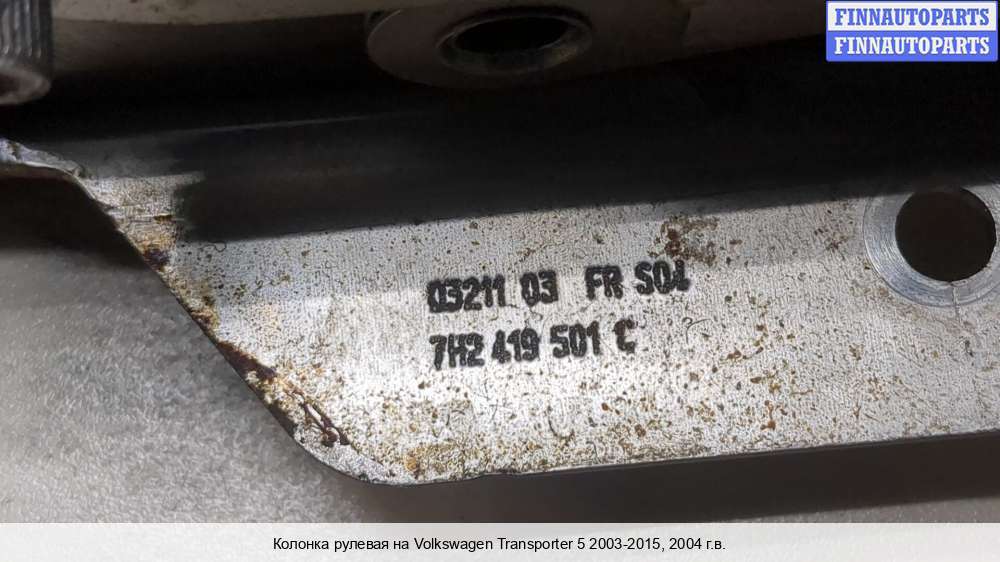 FINNAUTOPARTS
FINNAUTOPARTS
03211 03 FR S04
7H2 419 501 C
Колонка рулевая на Volkswagen Transporter 5 2003-2015, 2004 г.в.